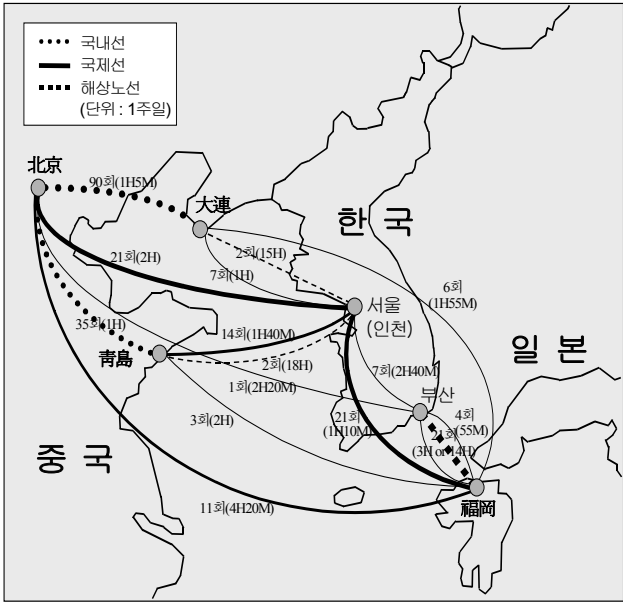 국내선
국제선
해상노선
(단위 : 1주일)
北京
90회(1H5M)
大連
한 국
2회(15H)
21회(2H)
7회(1H)
6회
(1H55M)
서울
(인천)
35회(1H)
14회(1H40M)
일 본
靑島
2회(18H)
7회(2H40M)
1회(2H20M)
부산
3회(2H)
21회
(1H10M)
4회
(55M)
21회
(3H or 14H)
중 국
11회(4H20M)
福岡